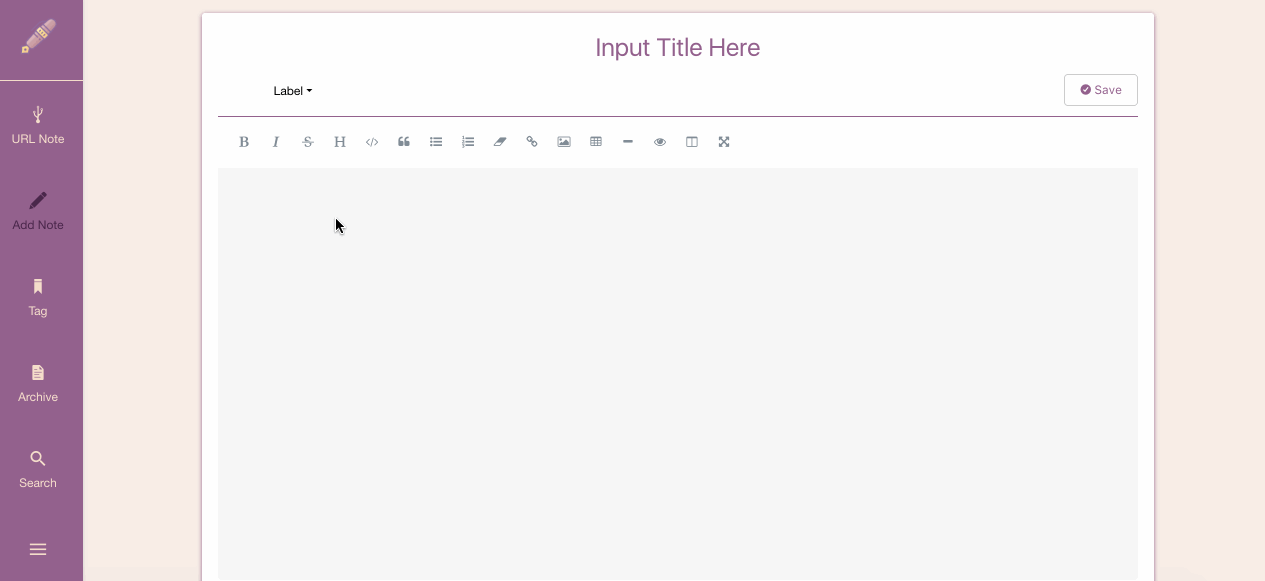 Input Title Here
Label
Save
B I S H </>
URL Note
Add Note
Tag
Archive
Search